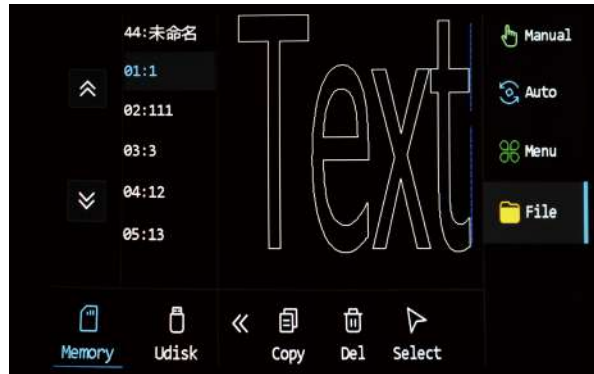 44:未命名
01:1
02:111
03:3
04:12
05:13
Text
Manual
Auto
Menu
File
Memory
Udisk
Copy
Del
Select